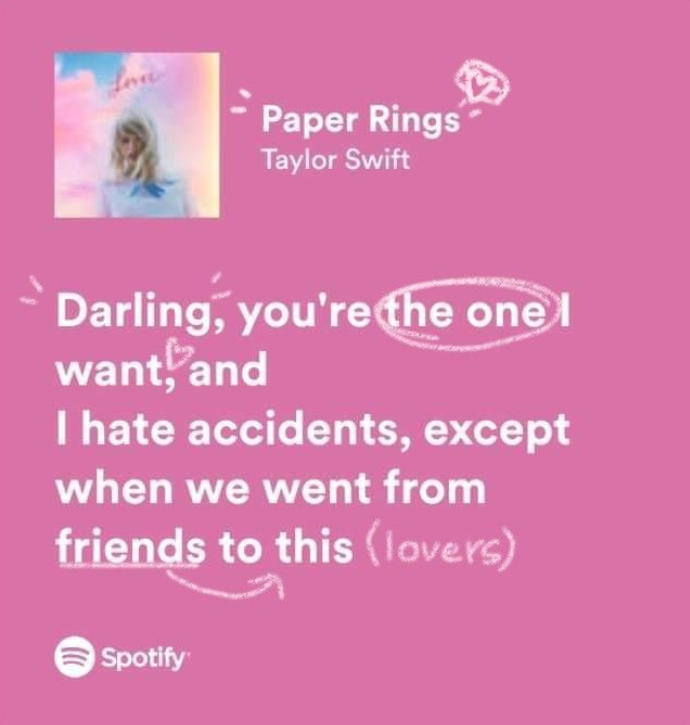 Lover
Paper Rings
Taylor Swift
Darling, you're the one I
want, and
I hate accidents, except
when we went from
friends to this (lovers)
Spotify